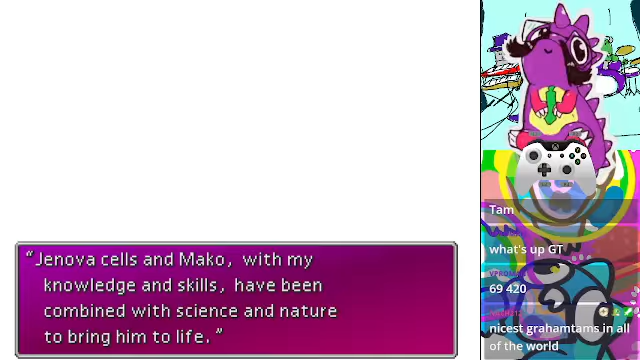 “Jenova cells and Mako, with my
knowledge and skills, have been
combined with science and nature
to bring him to life.”
Tam
what's up GT
69 420
nicest grahamtams in all
of the world